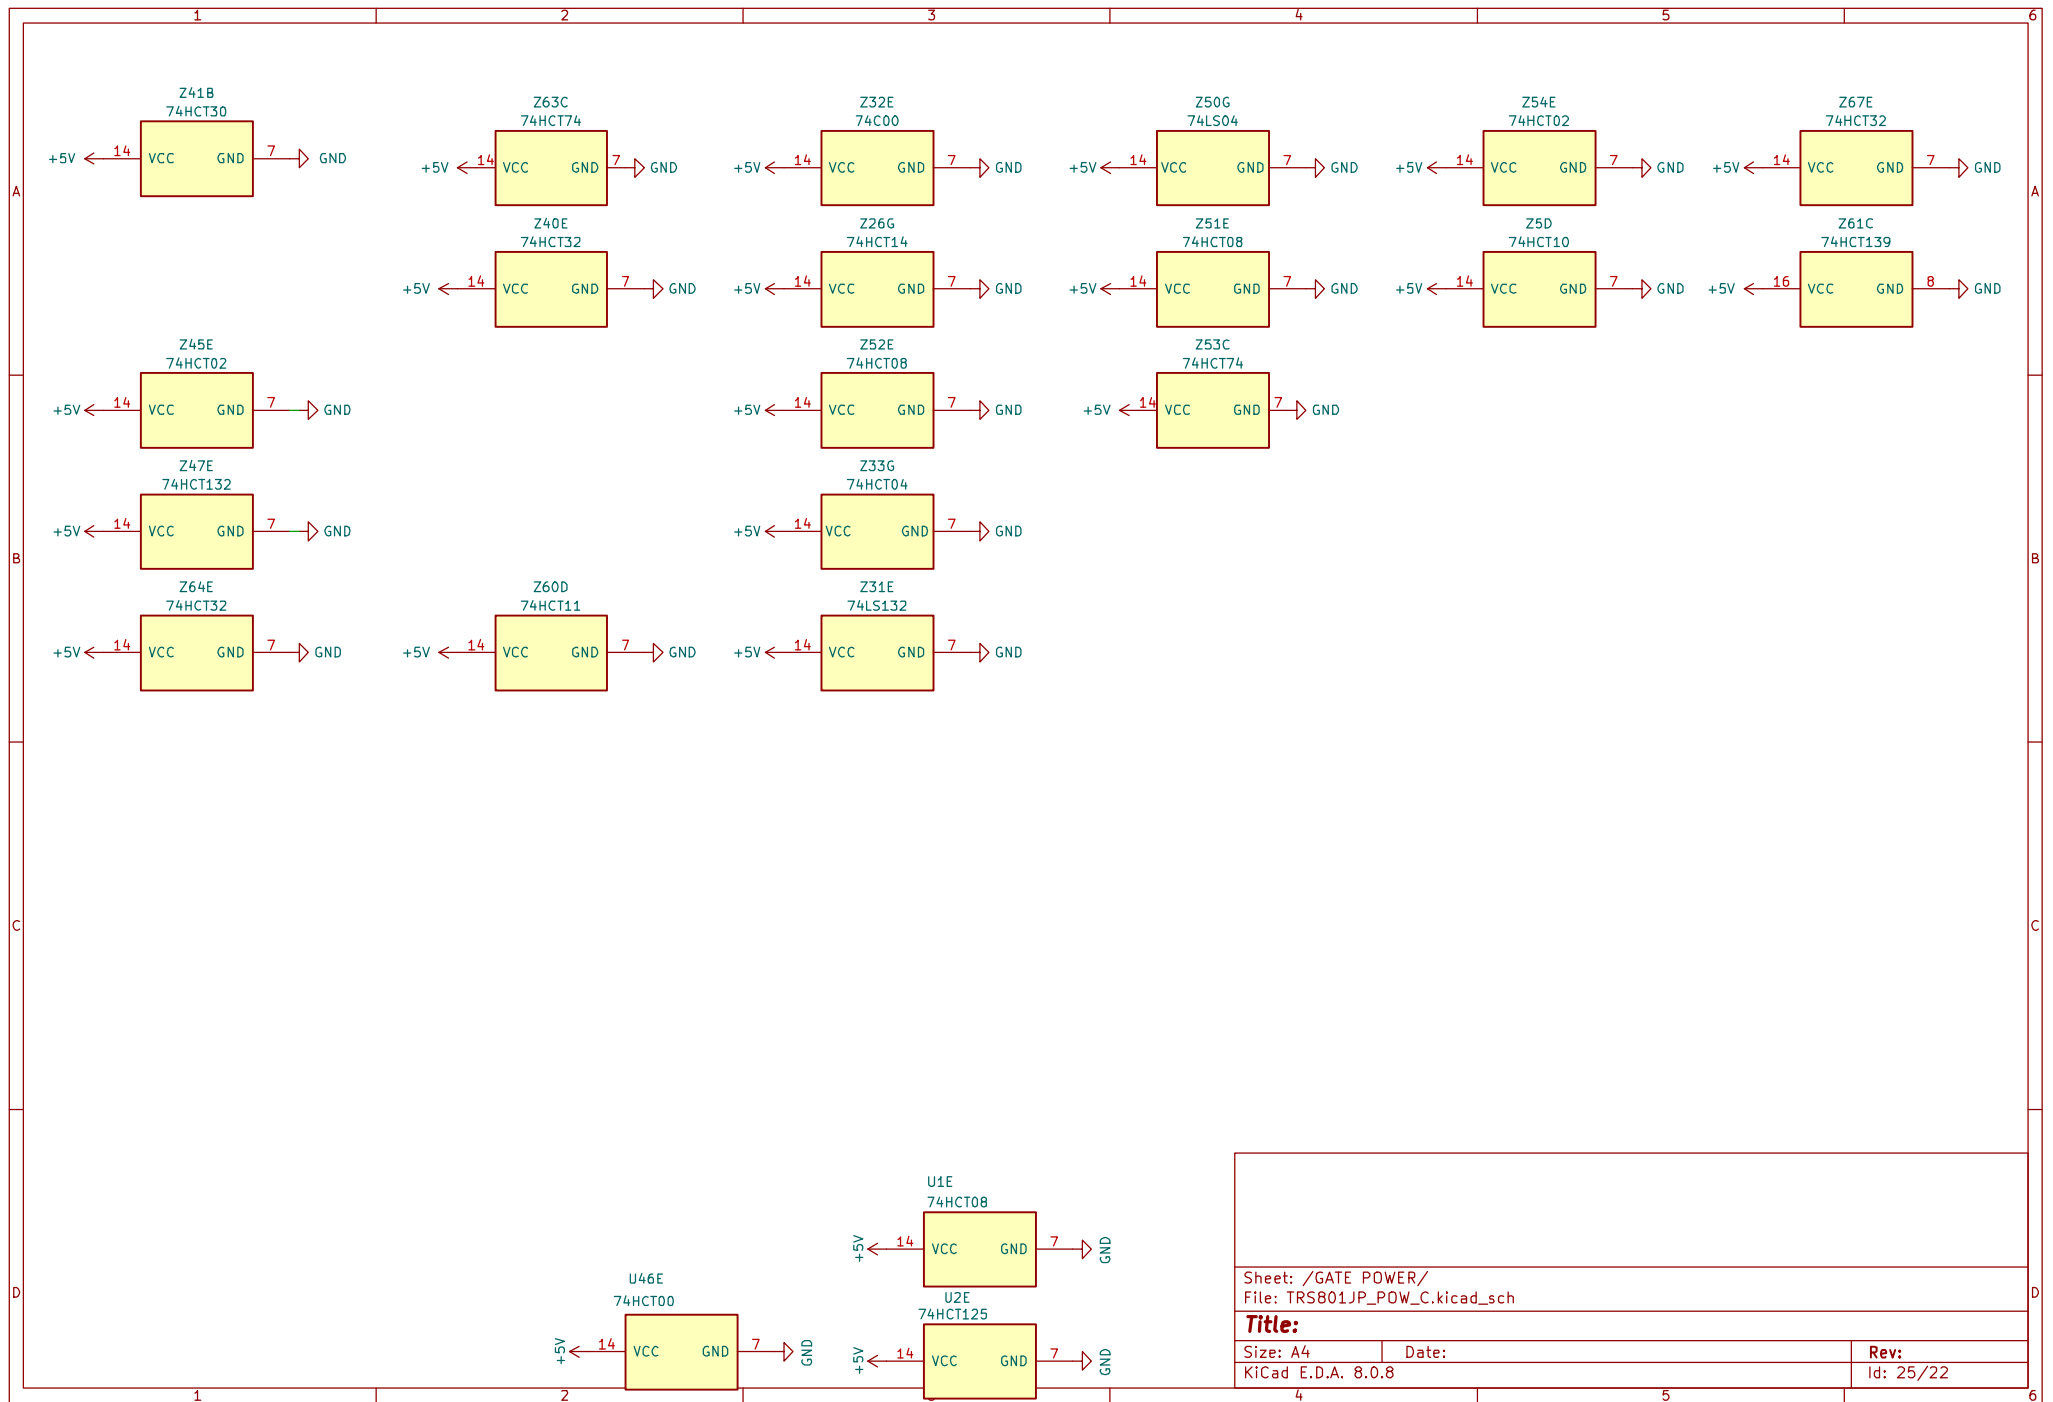 1 2 3 4 5 6
Z41B
74HCT30
+5V 14 VCC GND 7 GND
Z63C
74HCT74
+5V 14 VCC GND 7 GND
Z32E
74C00
+5V 14 VCC GND 7 GND
Z50G
74LS04
+5V 14 VCC GND 7 GND
Z54E
74HCT02
+5V 14 VCC GND 7 GND
Z67E
74HCT32
+5V 14 VCC GND 7 GND
A A
Z40E
74HCT32
+5V 14 VCC GND 7 GND
Z26G
74HCT14
+5V 14 VCC GND 7 GND
Z51E
74HCT08
+5V 14 VCC GND 7 GND
Z5D
74HCT10
+5V 14 VCC GND 7 GND
Z61C
74HCT139
+5V 16 VCC GND 8 GND
Z45E
74HCT02
+5V 14 VCC GND 7 GND
Z52E
74HCT08
+5V 14 VCC GND 7 GND
Z53C
74HCT74
+5V 14 VCC GND 7 GND
Z47E
74HCT132
+5V 14 VCC GND 7 GND
Z33G
74HCT04
+5V 14 VCC GND 7 GND
B B
Z64E
74HCT32
+5V 14 VCC GND 7 GND
Z60D
74HCT11
+5V 14 VCC GND 7 GND
Z31E
74LS132
+5V 14 VCC GND 7 GND
C C
U1E
74HCT08
+5V 14 VCC GND 7 GND
D D
U46E
74HCT00
+5V 14 VCC GND 7 GND
U2E
74HCT125
+5V 14 VCC GND 7 GND
Sheet: /GATE POWER/
File: TRS801JP_POW_C.kicad_sch
Title:
Size: A4 Date: Rev:
KiCad E.D.A. 8.0.8 Id: 25/22
1 2 4 5 6